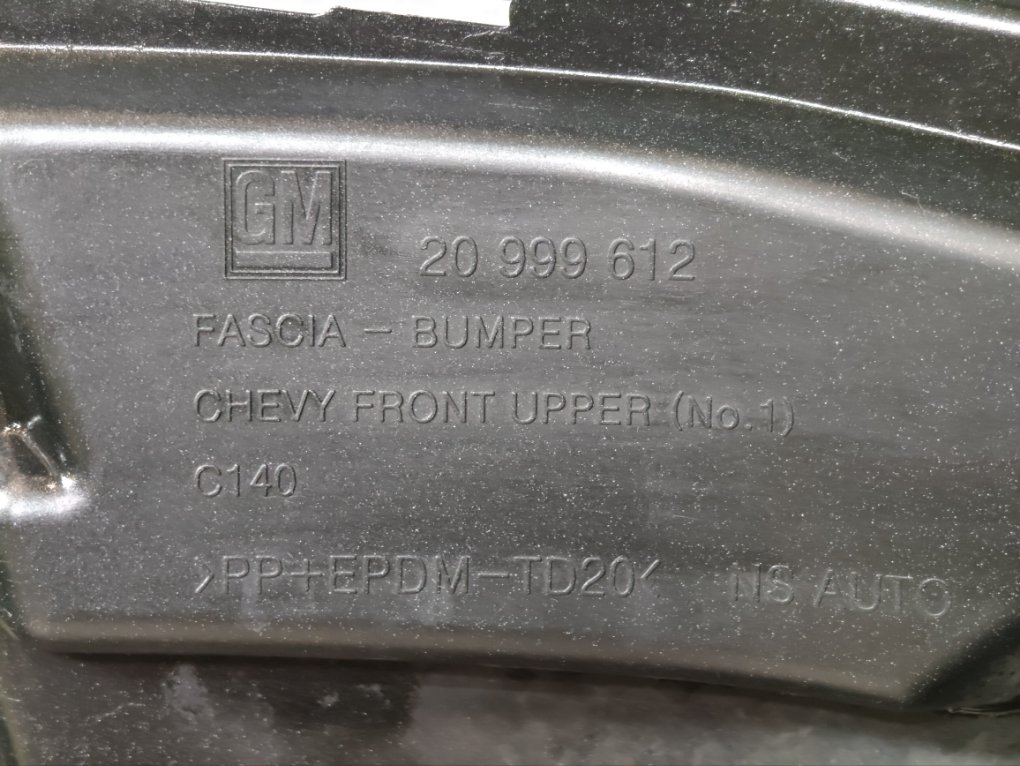 GM 20 999 612
FASCIA - BUMPER
CHEVY FRONT UPPER (No.1)
C140
>PP+EPDM-TD20< NS AUTO